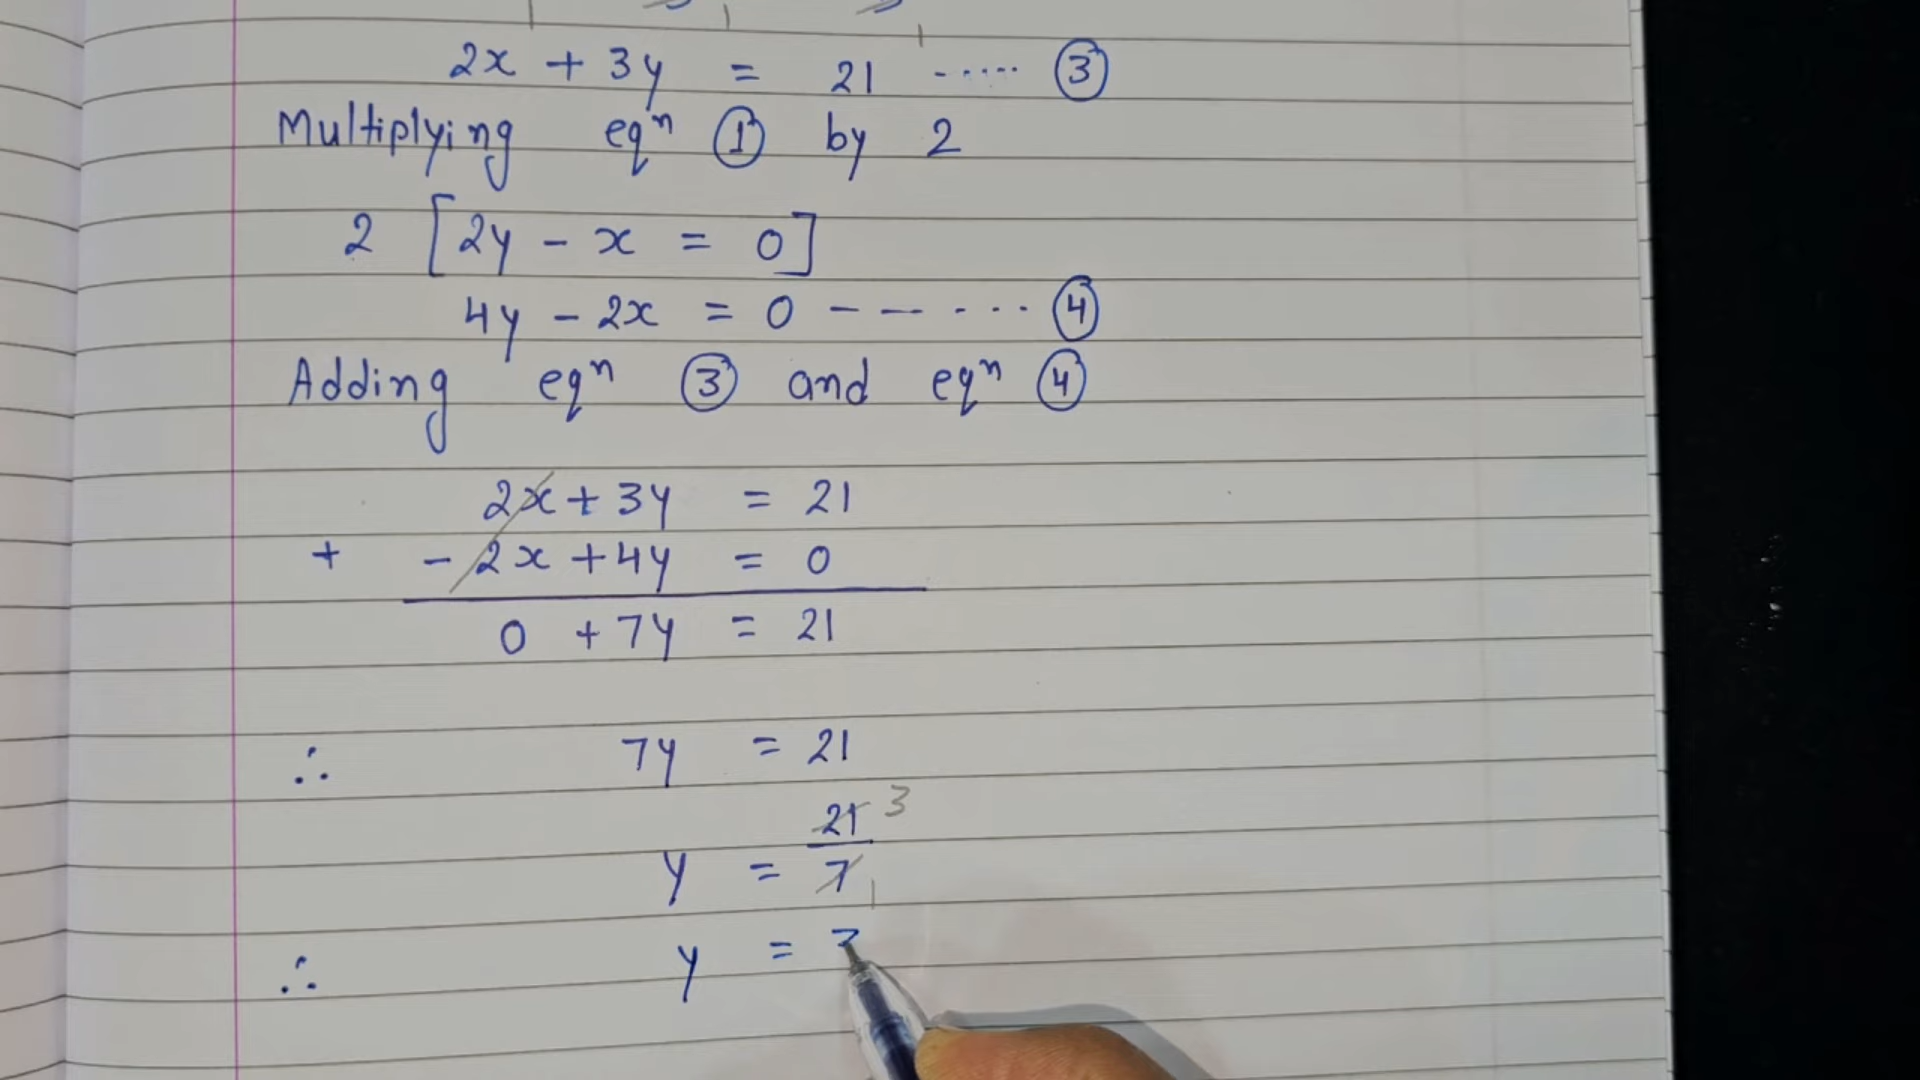 2x + 3y = 21 ----- ③
Multiplying eqⁿ ① by 2
2 [2y - x = 0]
4y - 2x = 0 ------ ④
Adding eqⁿ ③ and eqⁿ ④
2x + 3y = 21
+ - 2x + 4y = 0
0 + 7y = 21
∴ 7y = 21
y = 21/7 3 1
∴ y =